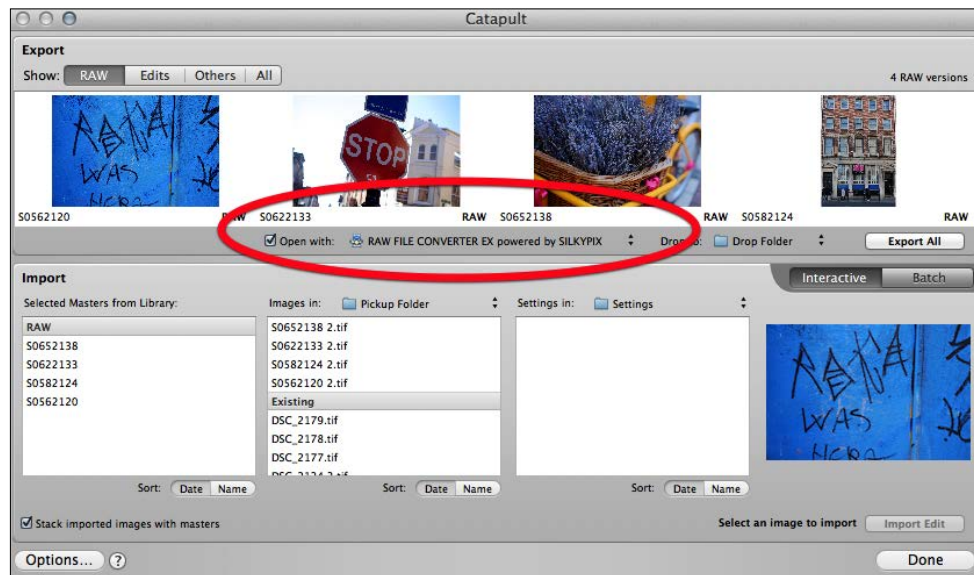 Catapult
Export
Show: RAW Edits Others All
4 RAW versions
RATA
WAS
STOP
S0562120 RAW S0622133 RAW S0652138 RAW S0582124 RAW
Open with: RAW FILE CONVERTER EX powered by SILKYPIX Drop Folder Export All
Import
Interactive Batch
Selected Masters from Library: Images in: Pickup Folder Settings in: Settings
RAW
S0652138
S0622133
S0582124
S0562120
S0652138 2.tif
S0622133 2.tif
S0582124 2.tif
S0562120 2.tif
Existing
DSC_2179.tif
DSC_2178.tif
DSC_2177.tif
WAS
Sort: Date Name Sort: Date Name Sort: Date Name
Stack imported images with masters
Select an image to import Import Edit
Options... ? Done